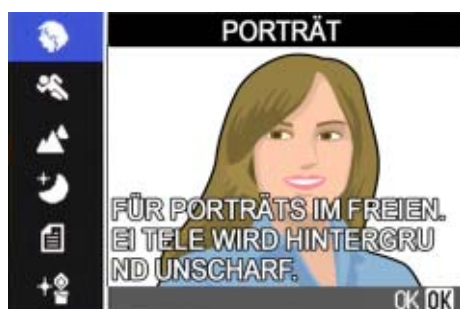 PORTRÄT
FÜR PORTRÄTS IM FREIEN.
EI TELE WIRD HINTERGRU
ND UNSCHARF.
OK OK